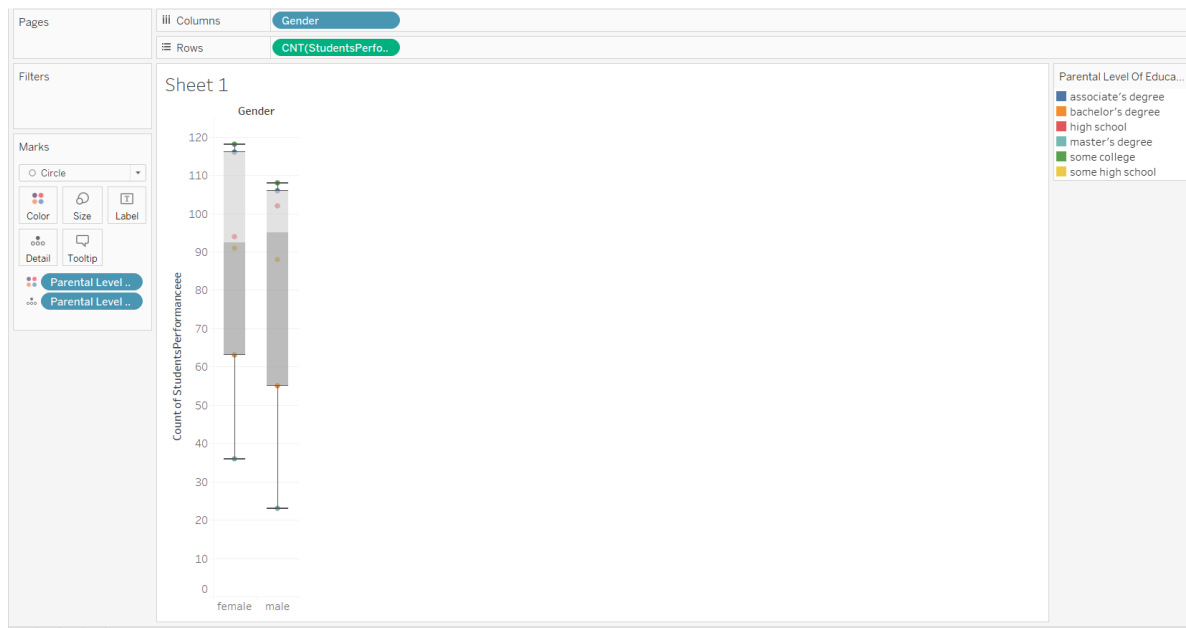 Pages
Columns
Gender
Rows
CNT(StudentsPerfo..
Filters
Marks
Circle
Color
Size
Label
Detail
Tooltip
Parental Level ..
Parental Level ..
Sheet 1
Gender
Count of StudentsPerformanceee
120
110
100
90
80
70
60
50
40
30
20
10
0
female male
Parental Level Of Educa...
associate's degree
bachelor's degree
high school
master's degree
some college
some high school